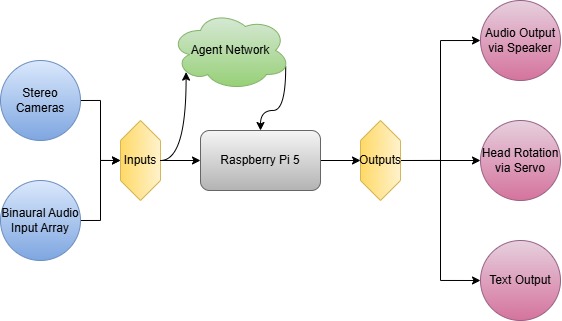 Agent Network
Audio Output
via Speaker
Stereo
Cameras
Inputs
Raspberry Pi 5
Outputs
Head Rotation
via Servo
Binaural Audio
Input Array
Text Output